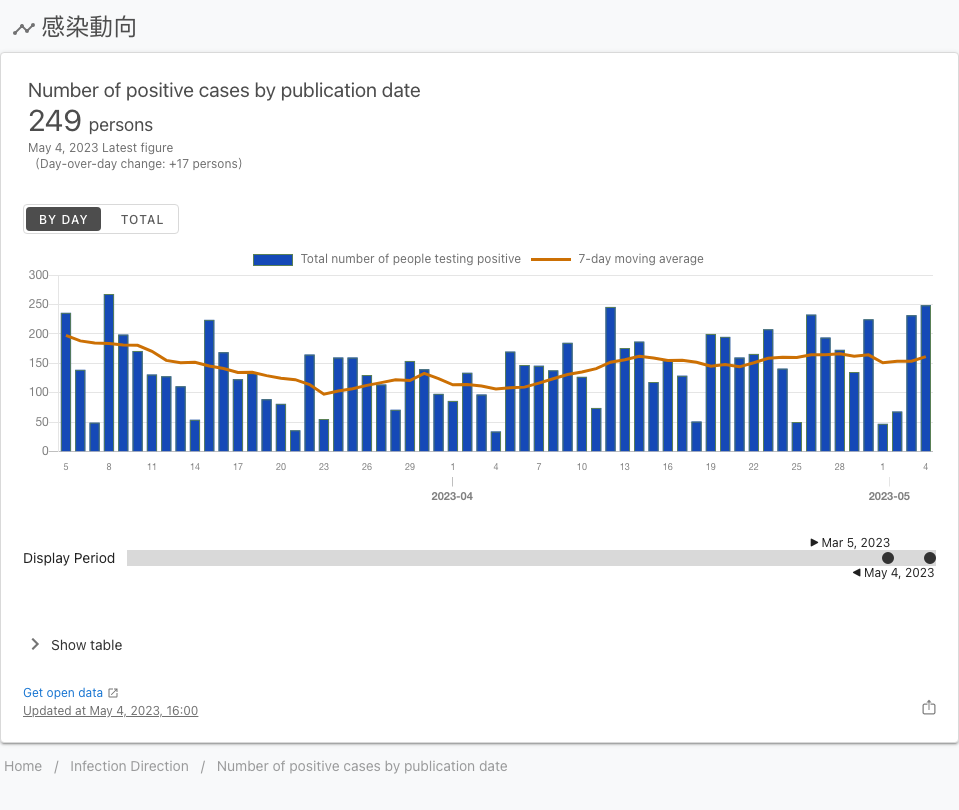 感染動向
Number of positive cases by publication date
249 persons
May 4, 2023 Latest figure
(Day-over-day change: +17 persons)
BY DAY TOTAL
Total number of people testing positive 7-day moving average
300
250
200
150
100
50
0
5 8 11 14 17 20 23 26 29 1 4 7 10 13 16 19 22 25 28 1 4
2023-04 2023-05
Mar 5, 2023
Display Period
May 4, 2023
Show table
Get open data
Updated at May 4, 2023, 16:00
Home / Infection Direction / Number of positive cases by publication date